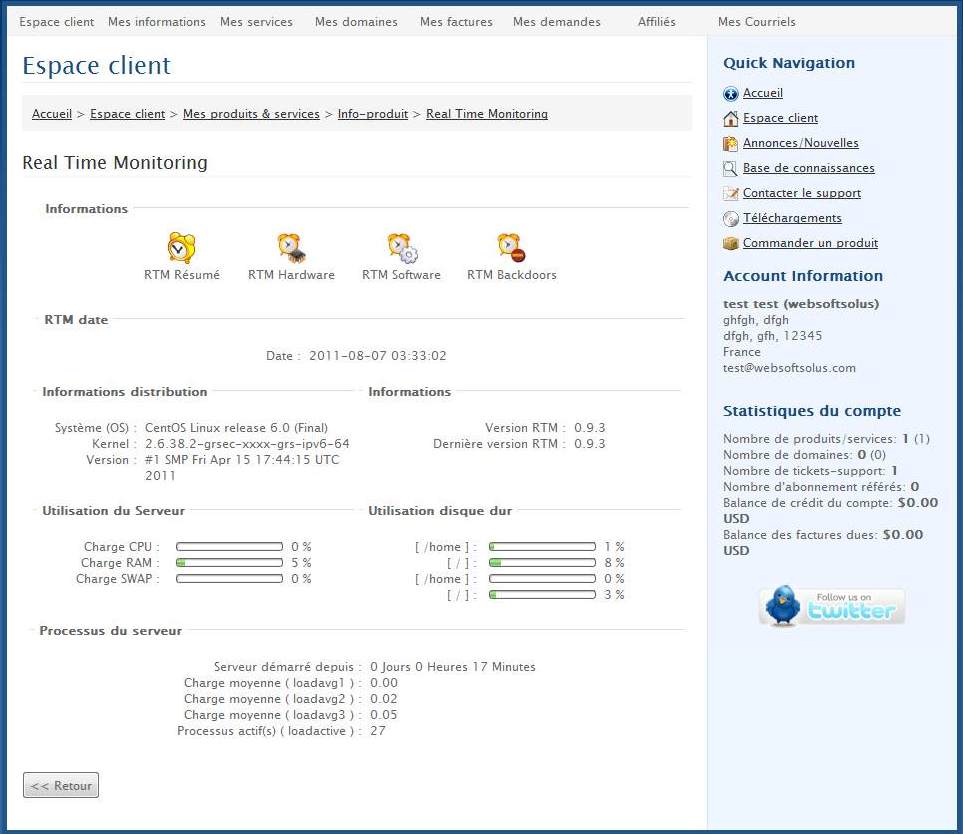 Espace client Mes informations Mes services Mes domaines Mes factures Mes demandes Affiliés Mes Courriels
Espace client
Accueil > Espace client > Mes produits & services > Info-produit > Real Time Monitoring
Real Time Monitoring
Informations
RTM Résumé RTM Hardware RTM Software RTM Backdoors
RTM date
Date : 2011-08-07 03:33:02
Informations distribution
Système (OS) : CentOS Linux release 6.0 (Final)
Kernel : 2.6.38.2-grsec-xxxx-grs-ipv6-64
Version : #1 SMP Fri Apr 15 17:44:15 UTC
2011
Informations
Version RTM : 0.9.3
Dernière version RTM : 0.9.3
Utilisation du Serveur
Charge CPU : 0 %
Charge RAM : 5 %
Charge SWAP : 0 %
Utilisation disque dur
[ /home ] : 1 %
[ / ] : 8 %
[ /home ] : 0 %
[ / ] : 3 %
Processus du serveur
Serveur démarré depuis : 0 Jours 0 Heures 17 Minutes
Charge moyenne ( loadavg1 ) : 0.00
Charge moyenne ( loadavg2 ) : 0.02
Charge moyenne ( loadavg3 ) : 0.05
Processus actif(s) ( loadactive ) : 27
<< Retour
Quick Navigation
Accueil
Espace client
Annonces/Nouvelles
Base de connaissances
Contacter le support
Téléchargements
Commander un produit
Account Information
test test (websoftsolus)
ghfgh, dfgh
dfgh, gfh, 12345
France
test@websoftsolus.com
Statistiques du compte
Nombre de produits/services: 1 (1)
Nombre de domaines: 0 (0)
Nombre de tickets-support: 1
Nombre d'abonnement référés: 0
Balance de crédit du compte: $0.00
USD
Balance des factures dues: $0.00
USD
Follow us on
twitter